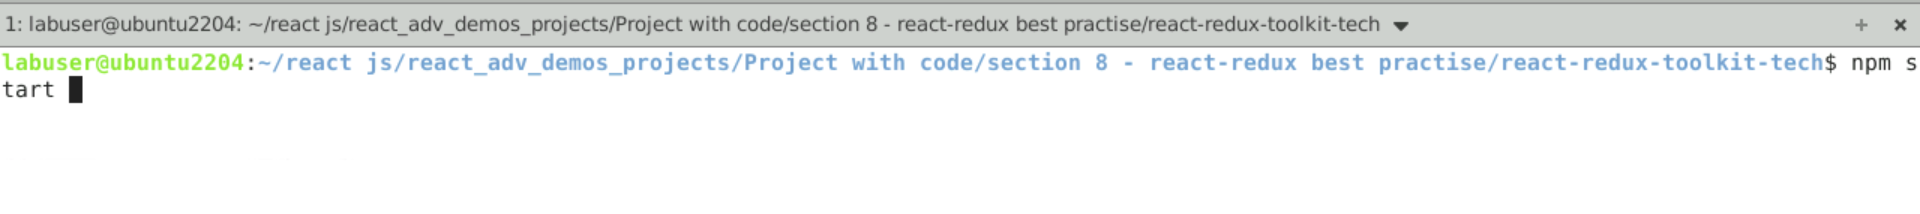 1: labuser@ubuntu2204: ~/react js/react_adv_demos_projects/Project with code/section 8 - react-redux best practise/react-redux-toolkit-tech
labuser@ubuntu2204:~/react js/react_adv_demos_projects/Project with code/section 8 - react-redux best practise/react-redux-toolkit-tech$ npm s
tart